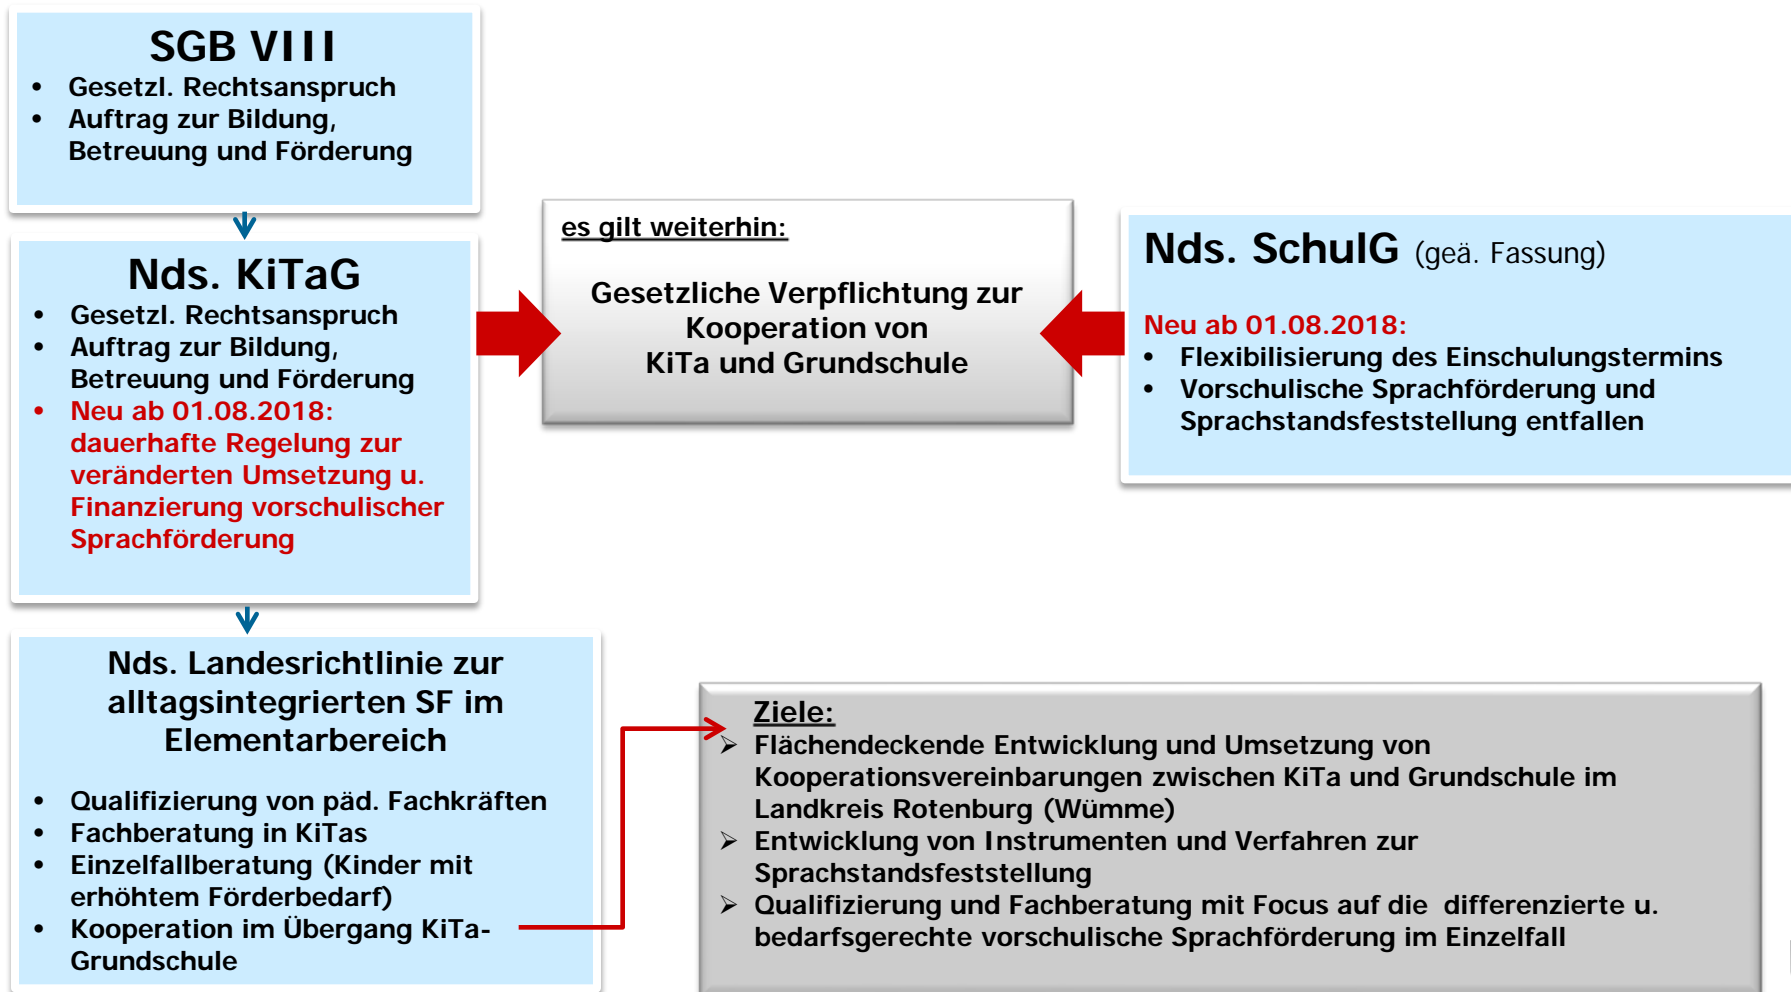 SGB VIII
• Gesetzl. Rechtsanspruch
• Auftrag zur Bildung,
Betreuung und Förderung
Nds. KiTaG
• Gesetzl. Rechtsanspruch
• Auftrag zur Bildung,
Betreuung und Förderung
• Neu ab 01.08.2018:
dauerhafte Regelung zur
veränderten Umsetzung u.
Finanzierung vorschulischer
Sprachförderung
es gilt weiterhin:
Gesetzliche Verpflichtung zur
Kooperation von
KiTa und Grundschule
Nds. SchulG (geä. Fassung)
Neu ab 01.08.2018:
• Flexibilisierung des Einschulungstermins
• Vorschulische Sprachförderung und
Sprachstandsfeststellung entfallen
Nds. Landesrichtlinie zur
alltagsintegrierten SF im
Elementarbereich
• Qualifizierung von päd. Fachkräften
• Fachberatung in KiTas
• Einzelfallberatung (Kinder mit
erhöhtem Förderbedarf)
• Kooperation im Übergang KiTa-
Grundschule
Ziele:
➢ Flächendeckende Entwicklung und Umsetzung von
Kooperationsvereinbarungen zwischen KiTa und Grundschule im
Landkreis Rotenburg (Wümme)
➢ Entwicklung von Instrumenten und Verfahren zur
Sprachstandsfeststellung
➢ Qualifizierung und Fachberatung mit Focus auf die differenzierte u.
bedarfsgerechte vorschulische Sprachförderung im Einzelfall